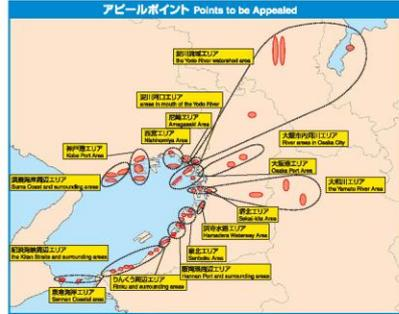 アピールポイント Points to be Appealed
淀川流域エリア
the Yodo River watershed area
淀川河口エリア
areas in mouth of the Yodo River
尼崎エリア
Amagasaki Area
西宮エリア
Nishinomiya Area
神戸港エリア
Kobe Port Area
大阪市内河川エリア
River areas in Osaka City
大阪港エリア
Osaka Port Area
大和川エリア
the Yamato River Area
須磨海岸周辺エリア
Suma Coast and surrounding areas
堺北エリア
Sakai-kita Area
浜寺水路エリア
Hamadera Waterway Area
泉北エリア
Senboku Area
阪南港周辺エリア
Hannan Port and surrounding areas
紀淡海峡周辺エリア
the Kitan Straits and surrounding areas
りんくう周辺エリア
Rinku and surrounding areas
泉南海岸エリア
Sennan Coastal area